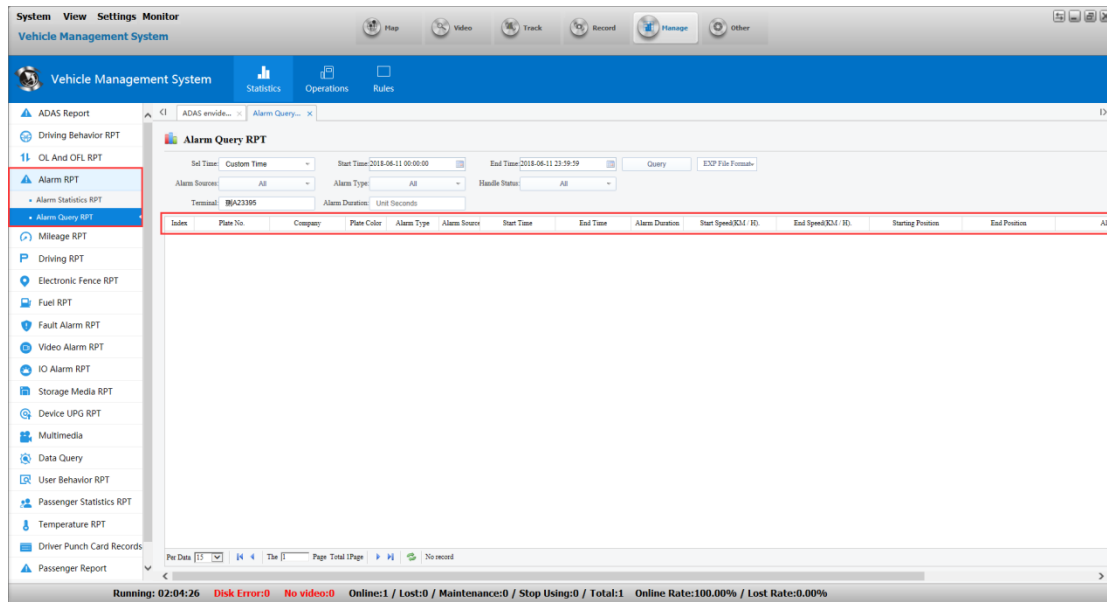 System View Settings Monitor
Vehicle Management System
Map Video Track Record Manage Other
Vehicle Management System
Statistics Operations Rules
ADAS Report
Driving Behavior RPT
OL And OFL RPT
Alarm RPT
Alarm Statistics RPT
Alarm Query RPT
Mileage RPT
Driving RPT
Electronic Fence RPT
Fuel RPT
Fault Alarm RPT
Video Alarm RPT
IO Alarm RPT
Storage Media RPT
Device UPG RPT
Multimedia
Data Query
User Behavior RPT
Passenger Statistics RPT
Temperature RPT
Driver Punch Card Records
Passenger Report
ADAS envide... × Alarm Query... ×
Alarm Query RPT
Sel Time: Custom Time Start Time: 2018-06-11 00:00:00 End Time: 2018-06-11 23:59:59 Query EXP File Format
Alarm Sources: All Alarm Type: All Handle Status: All
Terminal: A23395 Alarm Duration: Unit Seconds
Index Plate No. Company Plate Color Alarm Type Alarm Source Start Time End Time Alarm Duration Start Speed(KM / H). End Speed(KM / H). Starting Position End Position Al
Per Data 15 The 1 Page Total 1Page No record
Running: 02:04:26 Disk Error:0 No video:0 Online:1 / Lost:0 / Maintenance:0 / Stop Using:0 / Total:1 Online Rate:100.00% / Lost Rate:0.00%